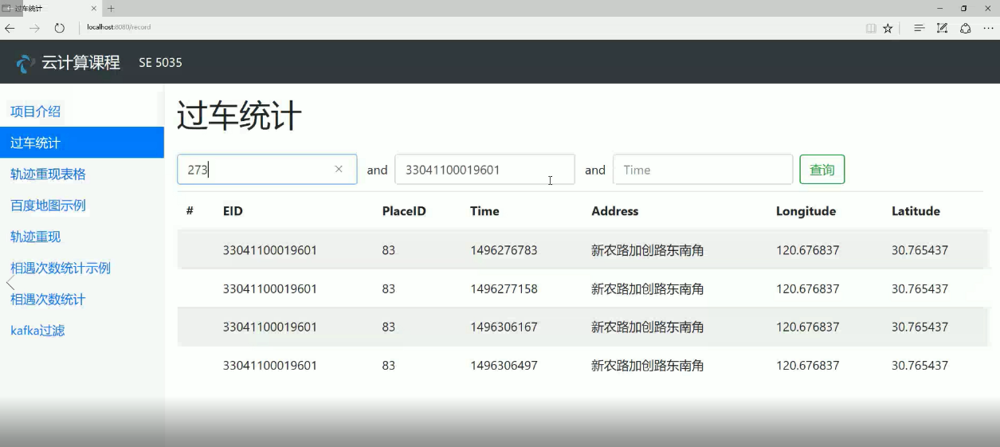 过车统计
localhost:8080/record
云计算课程 SE 5035
项目介绍
过车统计
轨迹重现表格
百度地图示例
轨迹重现
相遇次数统计示例
相遇次数统计
kafka过滤
过车统计
273 and 33041100019601 and Time 查询
# EID PlaceID Time Address Longitude Latitude
33041100019601 83 1496276783 新农路加创路东南角 120.676837 30.765437
33041100019601 83 1496277158 新农路加创路东南角 120.676837 30.765437
33041100019601 83 1496306167 新农路加创路东南角 120.676837 30.765437
33041100019601 83 1496306497 新农路加创路东南角 120.676837 30.765437